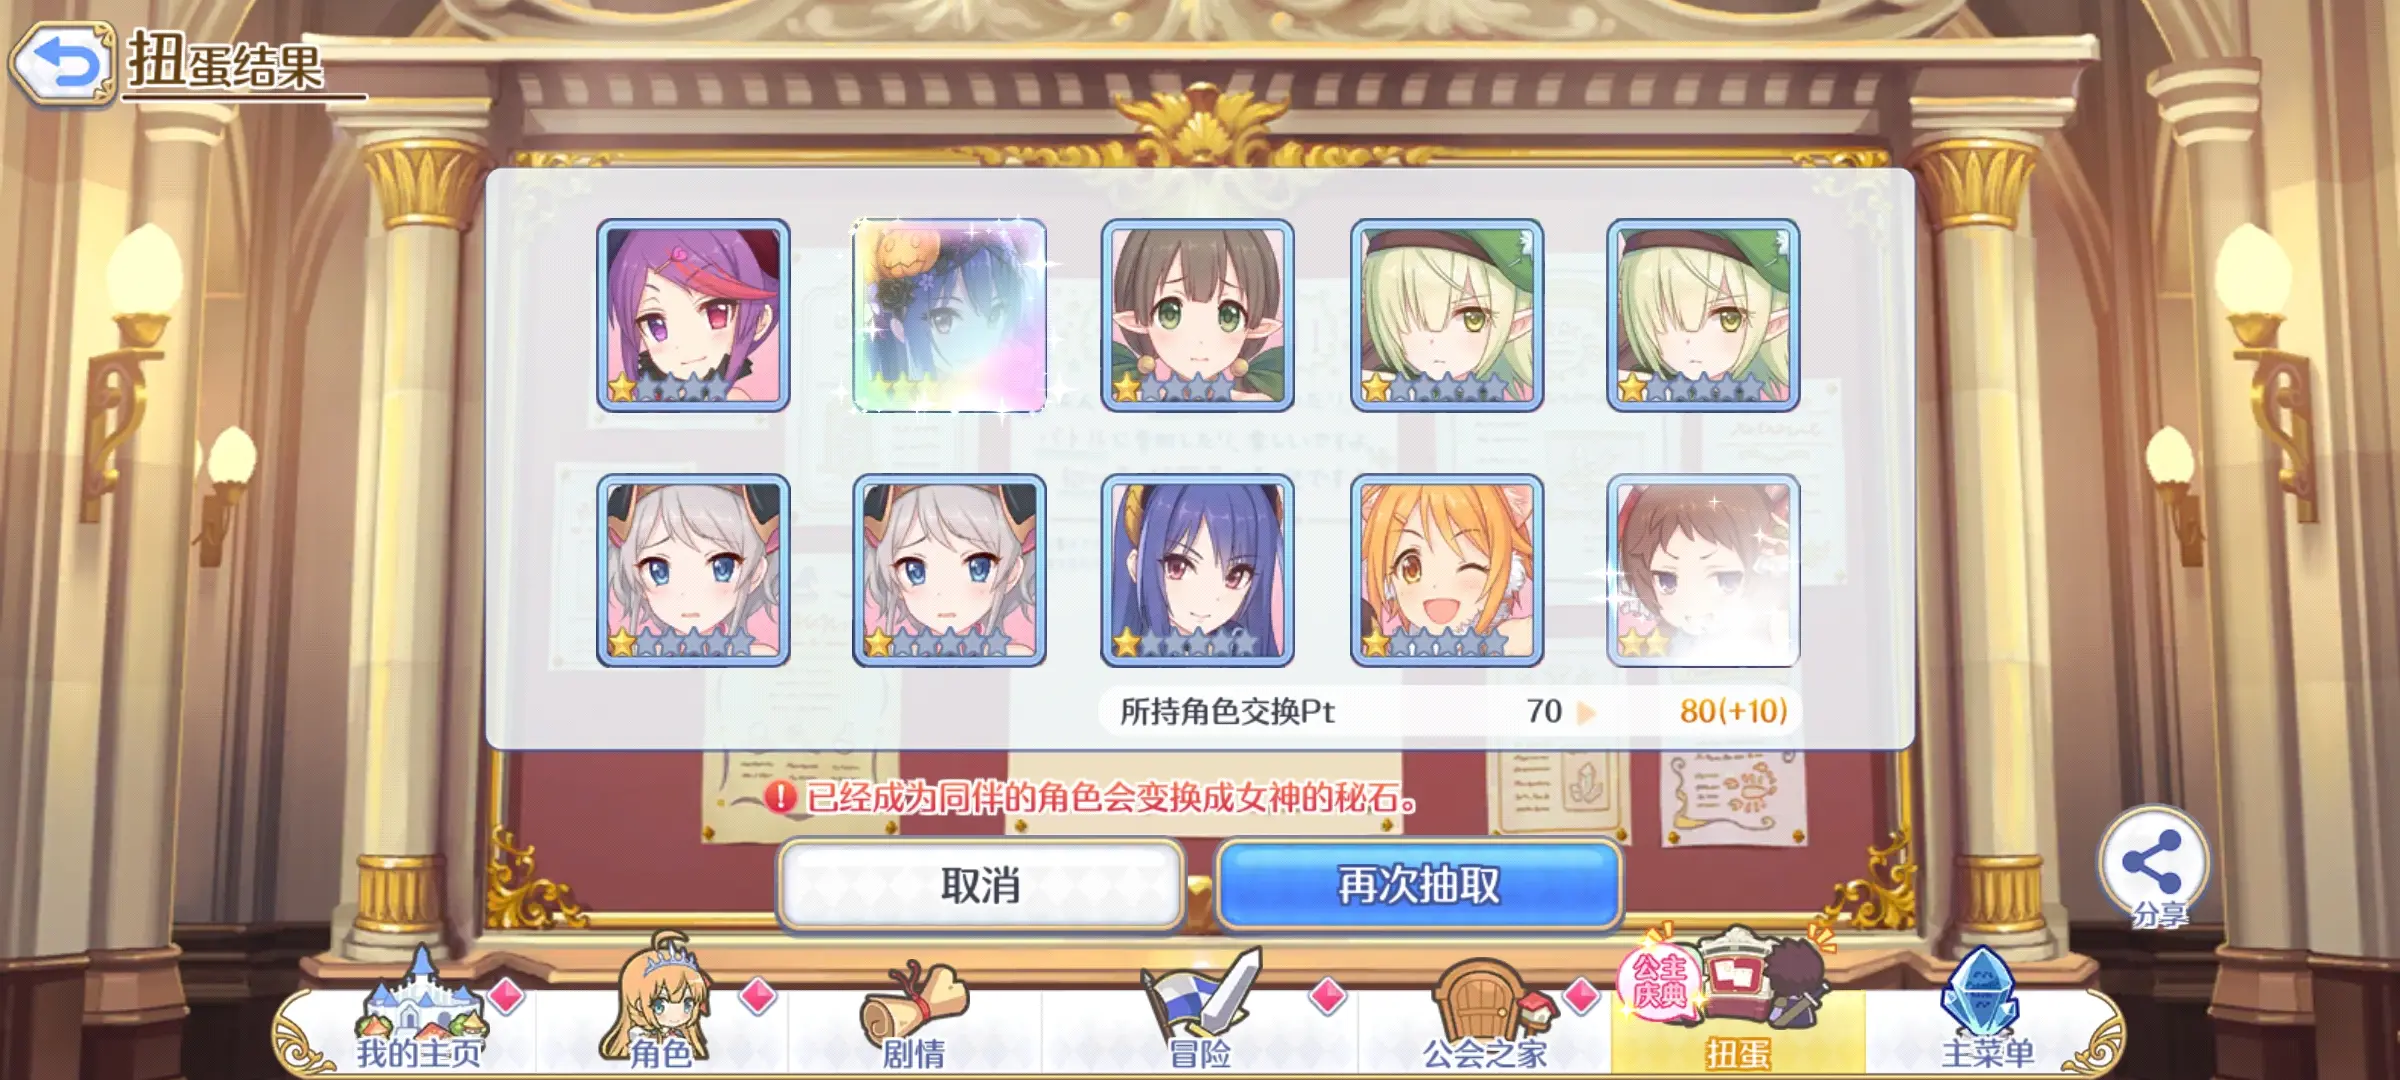 扭蛋结果
所持角色交换Pt 70 80(+10)
已经成为同伴的角色会变换成女神的秘石。
取消
再次抽取
分享
公主
庆典
我的主页
角色
剧情
冒险
公会之家
扭蛋
主菜单